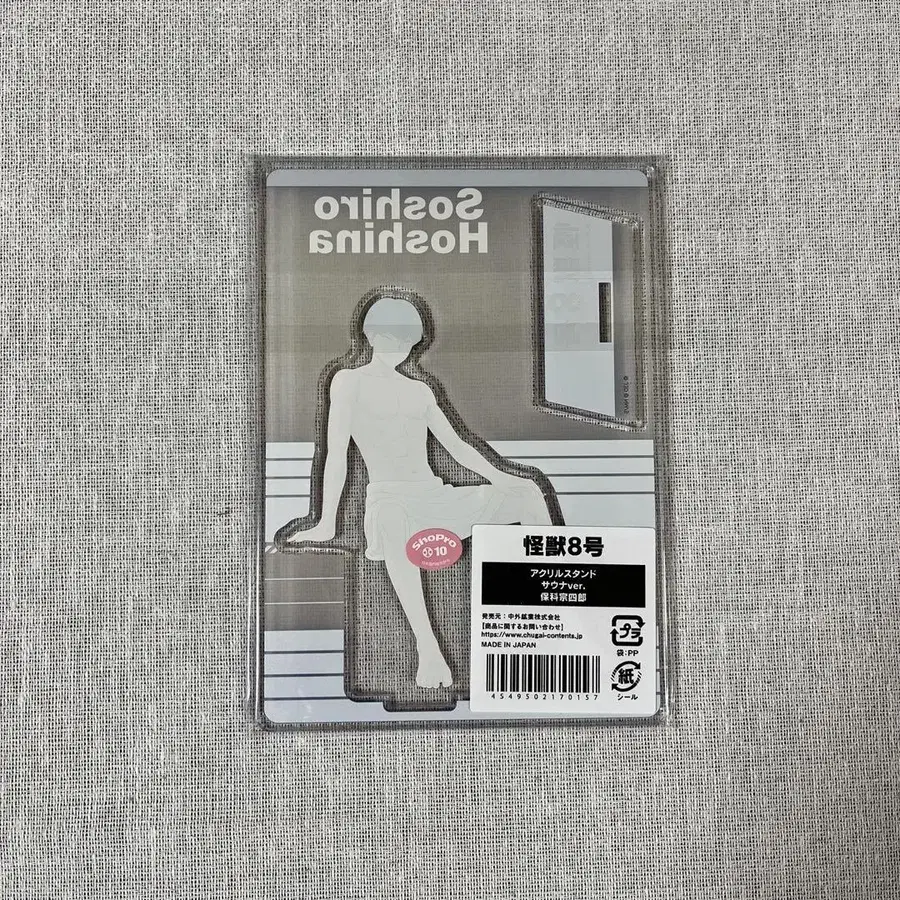 Soshiro
Hoshina
ShoPro
10
怪獣8号
アクリルスタンド
サウナver.
保科宗四郎
発売元：中外鉱業株式会社
【商品に関するお問い合わせ】
https://www.chugai-contents.jp
MADE IN JAPAN
プラ
袋:PP
紙
シール
4549502170157